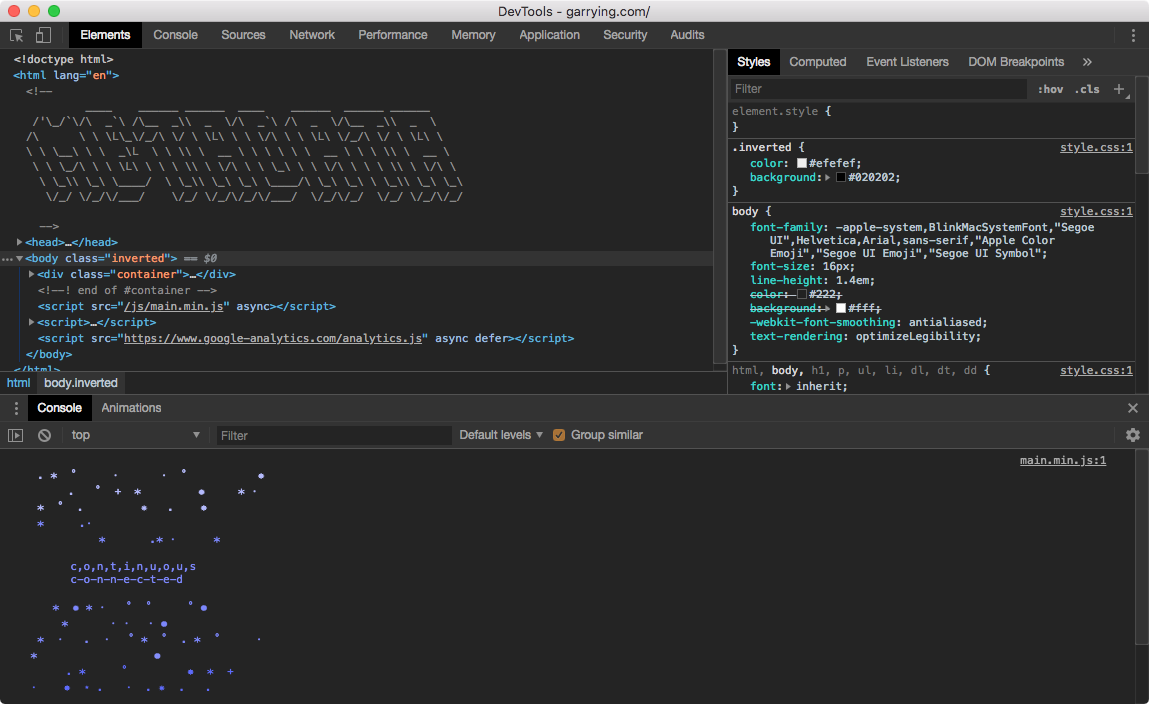 DevTools - garrying.com/
Elements Console Sources Network Performance Memory Application Security Audits
<!doctype html>
<html lang="en">
<!--
-->
<head>…</head>
<body class="inverted"> == $0
<div class="container">…</div>
<!-- end of #container -->
<script src="/js/main.min.js" async></script>
<script>…</script>
<script src="https://www.google-analytics.com/analytics.js" async defer></script>
</body>
</html>
html body.inverted
Styles Computed Event Listeners DOM Breakpoints »
Filter :hov .cls +
element.style {
}
.inverted { style.css:1
color: #efefef;
background: #020202;
}
body { style.css:1
font-family: -apple-system,BlinkMacSystemFont,"Segoe
UI",Helvetica,Arial,sans-serif,"Apple Color
Emoji","Segoe UI Emoji","Segoe UI Symbol";
font-size: 16px;
line-height: 1.4em;
color: #222;
background: #fff;
-webkit-font-smoothing: antialiased;
text-rendering: optimizeLegibility;
}
html, body, h1, p, ul, li, dl, dt, dd { style.css:1
font: inherit;
Console Animations
top Filter Default levels Group similar
main.min.js:1
c,o,n,t,i,n,u,o,u,s
c-o-n-n-e-c-t-e-d